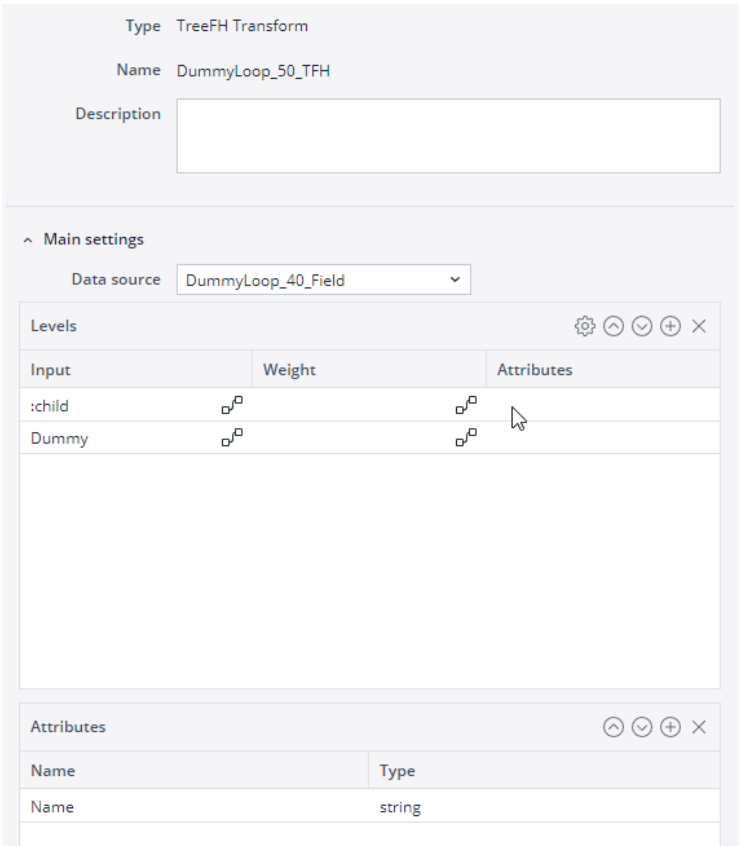 Type TreeFH Transform
Name DummyLoop_50_TFH
Description
Main settings
Data source DummyLoop_40_Field
Levels
Input Weight Attributes
:child
Dummy
Attributes
Name Type
Name string